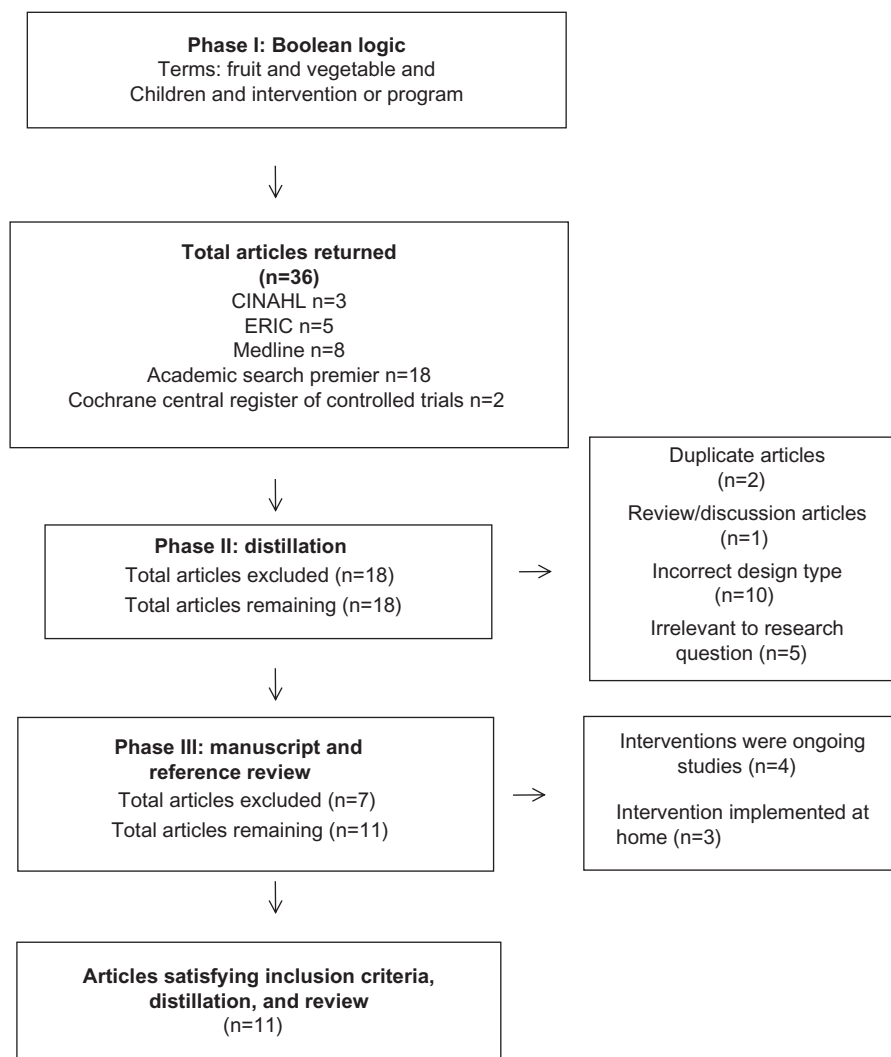 Phase I: Boolean logic
Terms: fruit and vegetable and
Children and intervention or program
Total articles returned
(n=36)
CINAHL n=3
ERIC n=5
Medline n=8
Academic search premier n=18
Cochrane central register of controlled trials n=2
Phase II: distillation
Total articles excluded (n=18)
Total articles remaining (n=18)
Duplicate articles
(n=2)
Review/discussion articles
(n=1)
Incorrect design type
(n=10)
Irrelevant to research
question (n=5)
Phase III: manuscript and
reference review
Total articles excluded (n=7)
Total articles remaining (n=11)
Interventions were ongoing
studies (n=4)
Intervention implemented at
home (n=3)
Articles satisfying inclusion criteria,
distillation, and review
(n=11)